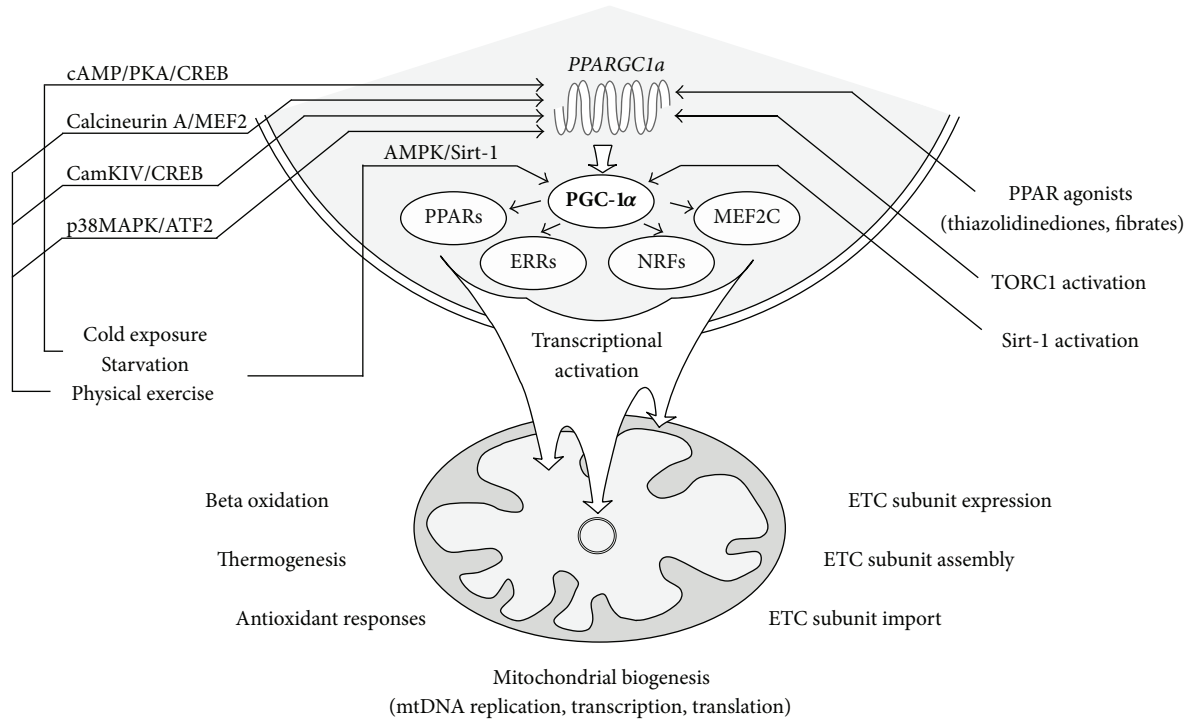 PPARGC1a
cAMP/PKA/CREB
Calcineurin A/MEF2
CamKIV/CREB
p38MAPK/ATF2
AMPK/Sirt-1
PGC-1α
PPARs
MEF2C
ERRs
NRFs
PPAR agonists
(thiazolidinediones, fibrates)
TORC1 activation
Sirt-1 activation
Cold exposure
Starvation
Physical exercise
Transcriptional
activation
Beta oxidation
Thermogenesis
Antioxidant responses
ETC subunit expression
ETC subunit assembly
ETC subunit import
Mitochondrial biogenesis
(mtDNA replication, transcription, translation)